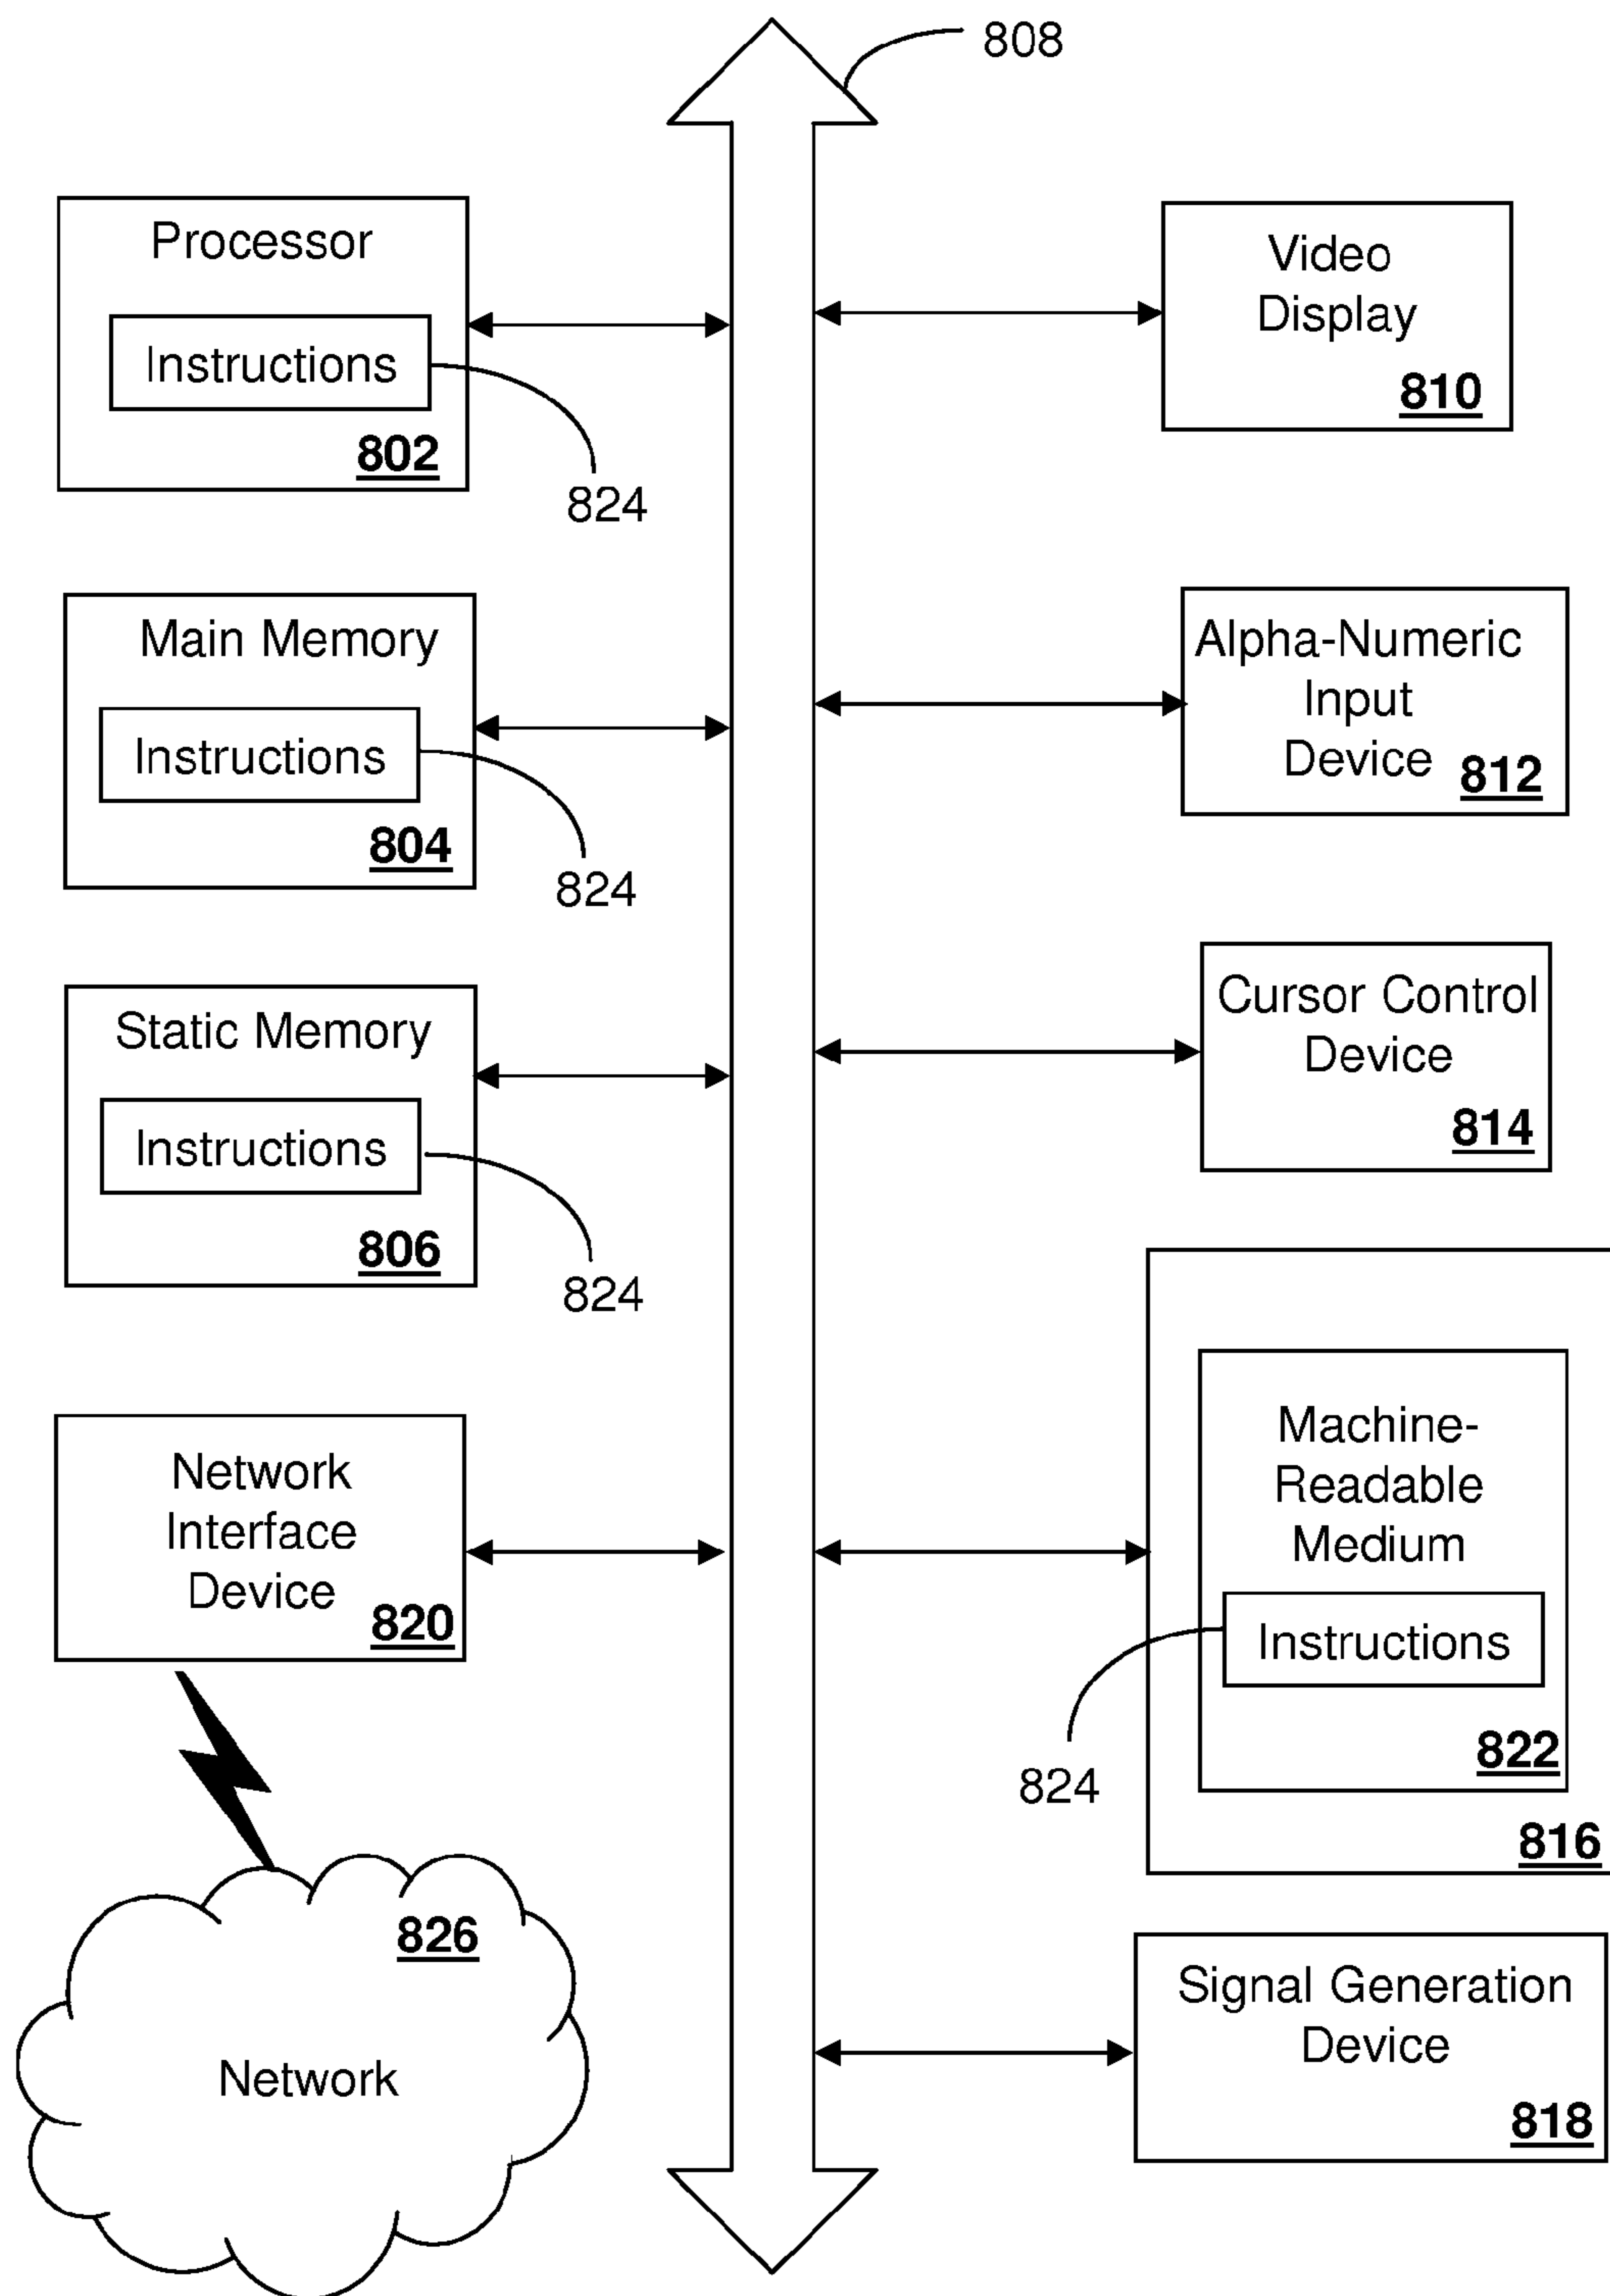 808
Processor
Instructions
802
824
Main Memory
Instructions
804
824
Static Memory
Instructions
806
824
Network
Interface
Device
820
826
Network
Video
Display
810
Alpha-Numeric
Input
Device 812
Cursor Control
Device
814
Machine-
Readable
Medium
Instructions
822
824
816
Signal Generation
Device
818